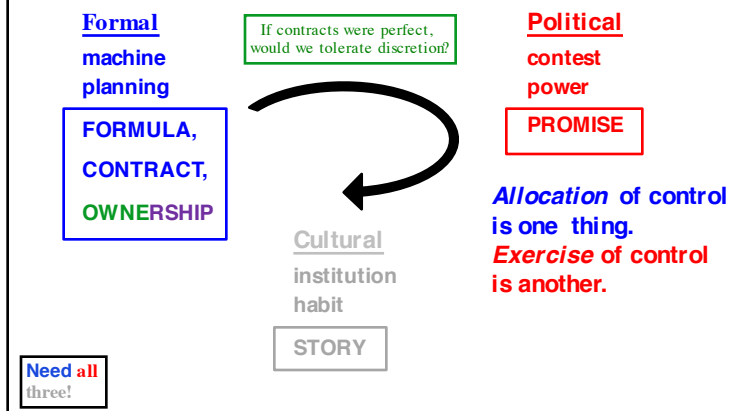 Formal
machine
planning
FORMULA,
CONTRACT,
OWNERSHIP
If contracts were perfect,
would we tolerate discretion?
Political
contest
power
PROMISE
Allocation of control
is one thing.
Exercise of control
is another.
Cultural
institution
habit
STORY
Need all
three!